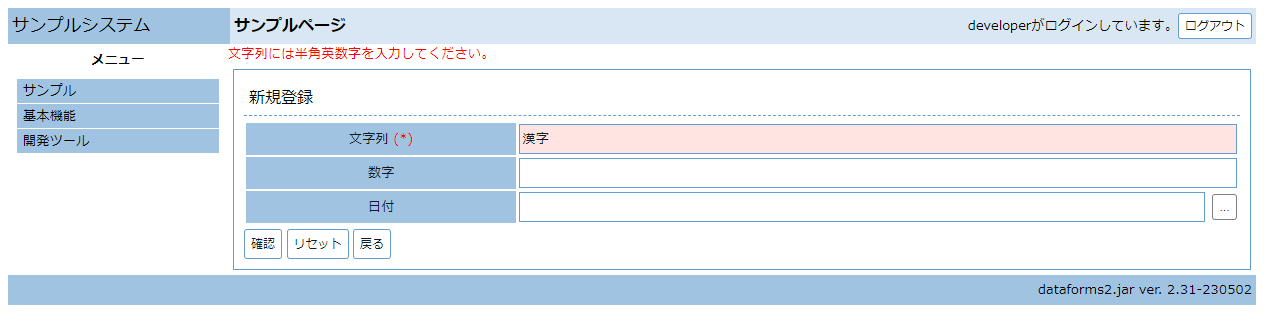 サンプルシステム
サンプルページ
developerがログインしています。 ログアウト
メニュー
サンプル
基本機能
開発ツール
文字列には半角英数字を入力してください。
新規登録
文字列 (*) 漢字
数字
日付 ...
確認 リセット 戻る
dataforms2.jar ver. 2.31-230502